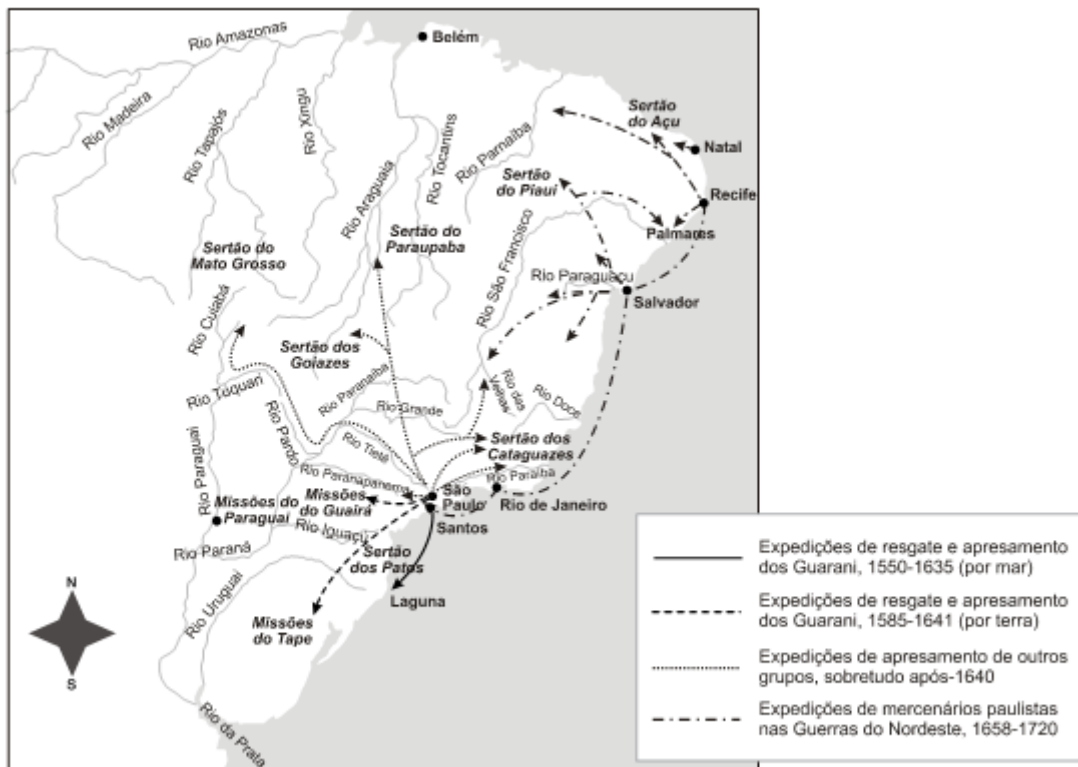 Rio Amazonas
Belém
Rio Madeira
Rio Tapajós
Rio Xingu
Rio Araguaia
Rio Tocantins
Rio Parnaíba
Sertão
do Açu
Natal
Sertão
do Piauí
Recife
Palmares
Sertão do
Paraupaba
Rio São Francisco
Sertão do
Mato Grosso
Rio Paraguaçu
Salvador
Rio Cuiabá
Sertão dos
Goiazes
Rio Paranaíba
Rio Tuquari
Rio Grande
Rio das
Velhas
Rio Doce
Rio Paraguai
Rio Pardo
Rio Tietê
Sertão dos
Cataguazes
Rio Paranapanema
Rio Paraíba
Missões do
Paraguai
Missões
do Guairá
São
Paulo
Santos
Rio de Janeiro
Rio Iguaçú
Rio Paraná
Sertão
dos Patos
Laguna
Rio Uruguai
Missões
do Tape
Rio da Prata
N
S
Expedições de resgate e apresamento
dos Guarani, 1550-1635 (por mar)
Expedições de resgate e apresamento
dos Guarani, 1585-1641 (por terra)
Expedições de apresamento de outros
grupos, sobretudo após-1640
Expedições de mercenários paulistas
nas Guerras do Nordeste, 1658-1720